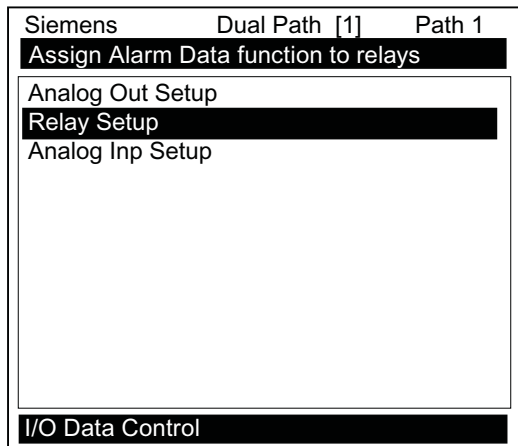 Siemens Dual Path [1] Path 1
Assign Alarm Data function to relays
Analog Out Setup
Relay Setup
Analog Inp Setup
I/O Data Control